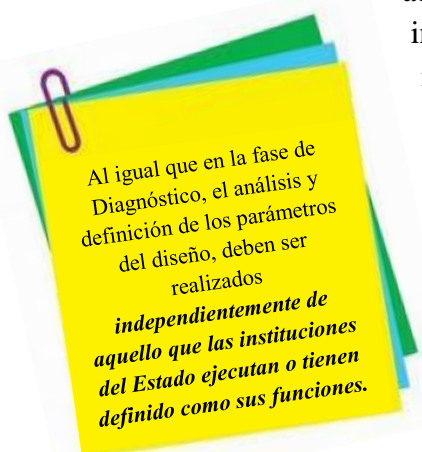 Al igual que en la fase de
Diagnóstico, el análisis y
definición de los parámetros
del diseño, deben ser
realizados
independientemente de
aquello que las instituciones
del Estado ejecutan o tienen
definido como sus funciones.